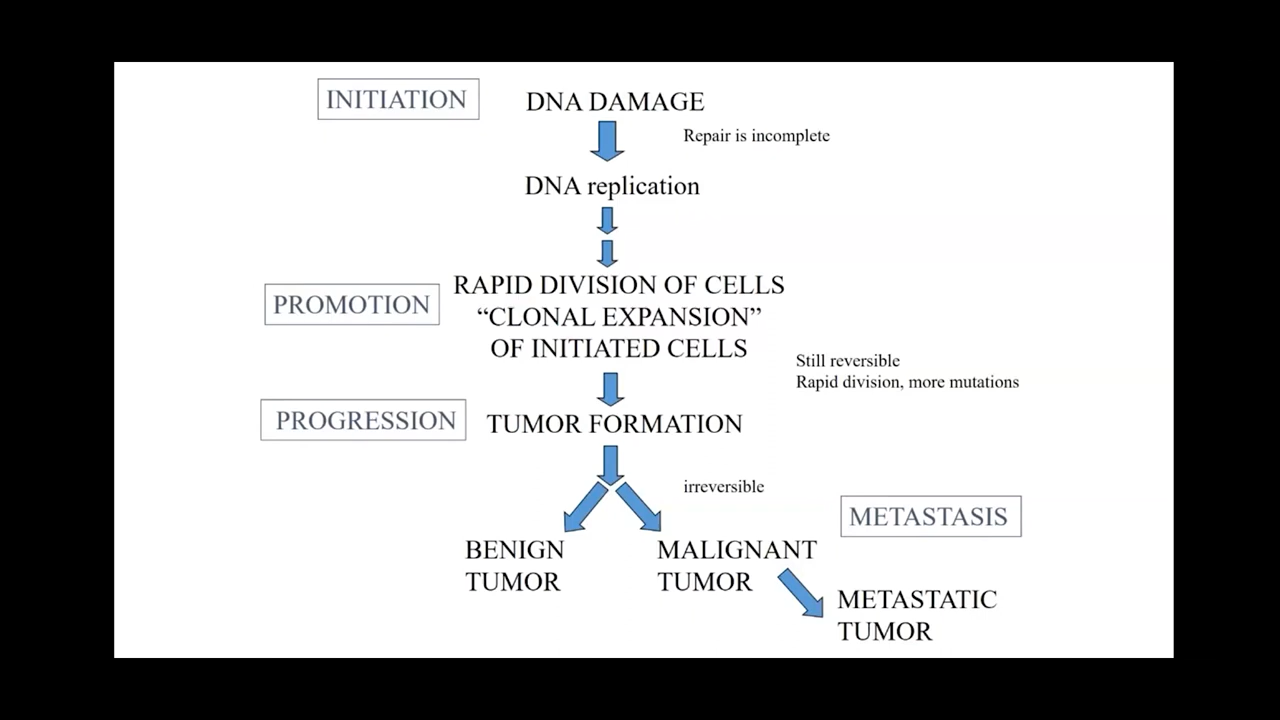 INITIATION
DNA DAMAGE
Repair is incomplete
DNA replication
RAPID DIVISION OF CELLS
PROMOTION
“CLONAL EXPANSION”
OF INITIATED CELLS
Still reversible
Rapid division, more mutations
PROGRESSION
TUMOR FORMATION
irreversible
METASTASIS
BENIGN
TUMOR
MALIGNANT
TUMOR
METASTATIC
TUMOR